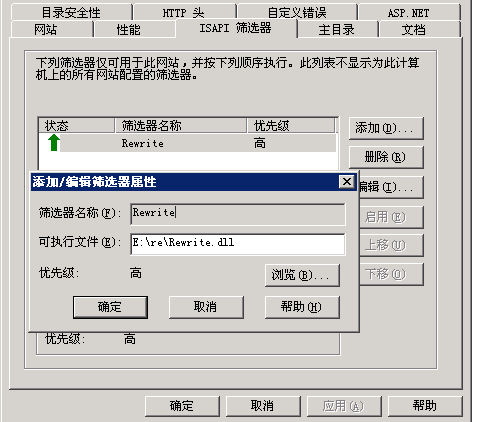 目录安全性 HTTP 头 自定义错误 ASP.NET
网站 性能 ISAPI 筛选器 主目录 文档
下列筛选器仅可用于此网站，并按下列顺序执行。此列表不显示为此计算
机上的所有网站配置的筛选器。
状态 筛选器名称 优先级
Rewrite 高
添加(D)...
删除(R)
编辑(I)...
启用(E)
上移(U)
下移(O)
添加/编辑筛选器属性
筛选器名称(F): Rewrite
可执行文件(E): E:\re\Rewrite.dll
优先级: 高
浏览(B)...
确定 取消 帮助(H)
优先级: 高
确定 取消 应用(A) 帮助